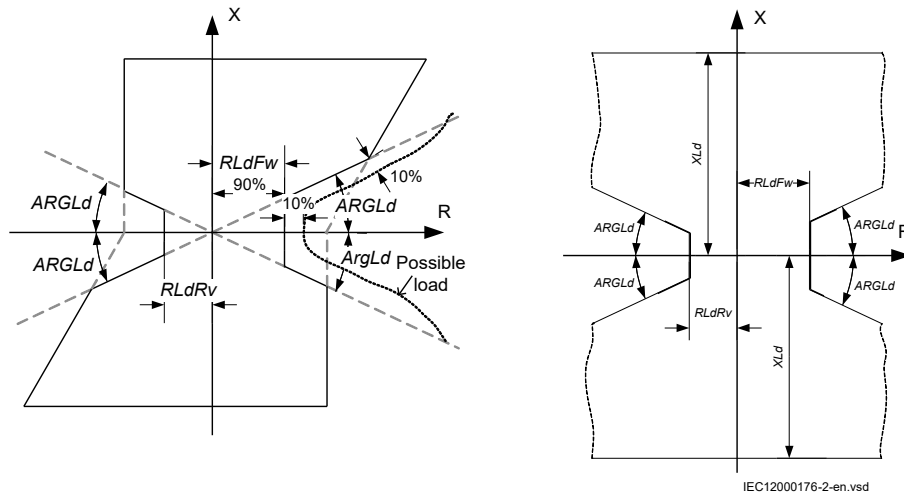 X
RLdFw
90%
10%
10%
ARGLd
ARGLd
R
ARGLd
ArgLd
Possible
load
RLdRv
X
XLd
RLdFw
ARGLd
ARGLd
R
ARGLd
ARGLd
RLdRv
XLd
IEC12000176-2-en.vsd